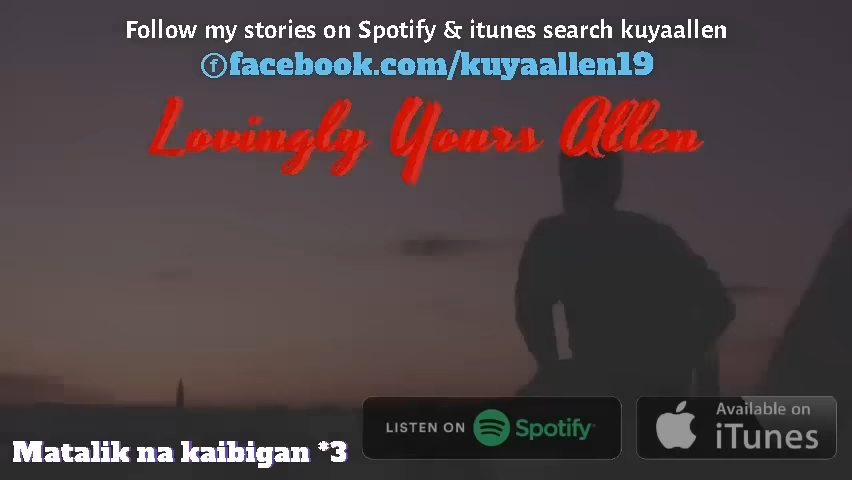 Follow my stories on Spotify & itunes search kuyaallen
facebook.com/kuyaallen19
Lovingly Yours Allen
LISTEN ON Spotify
Available on
iTunes
Matalik na kaibigan *3